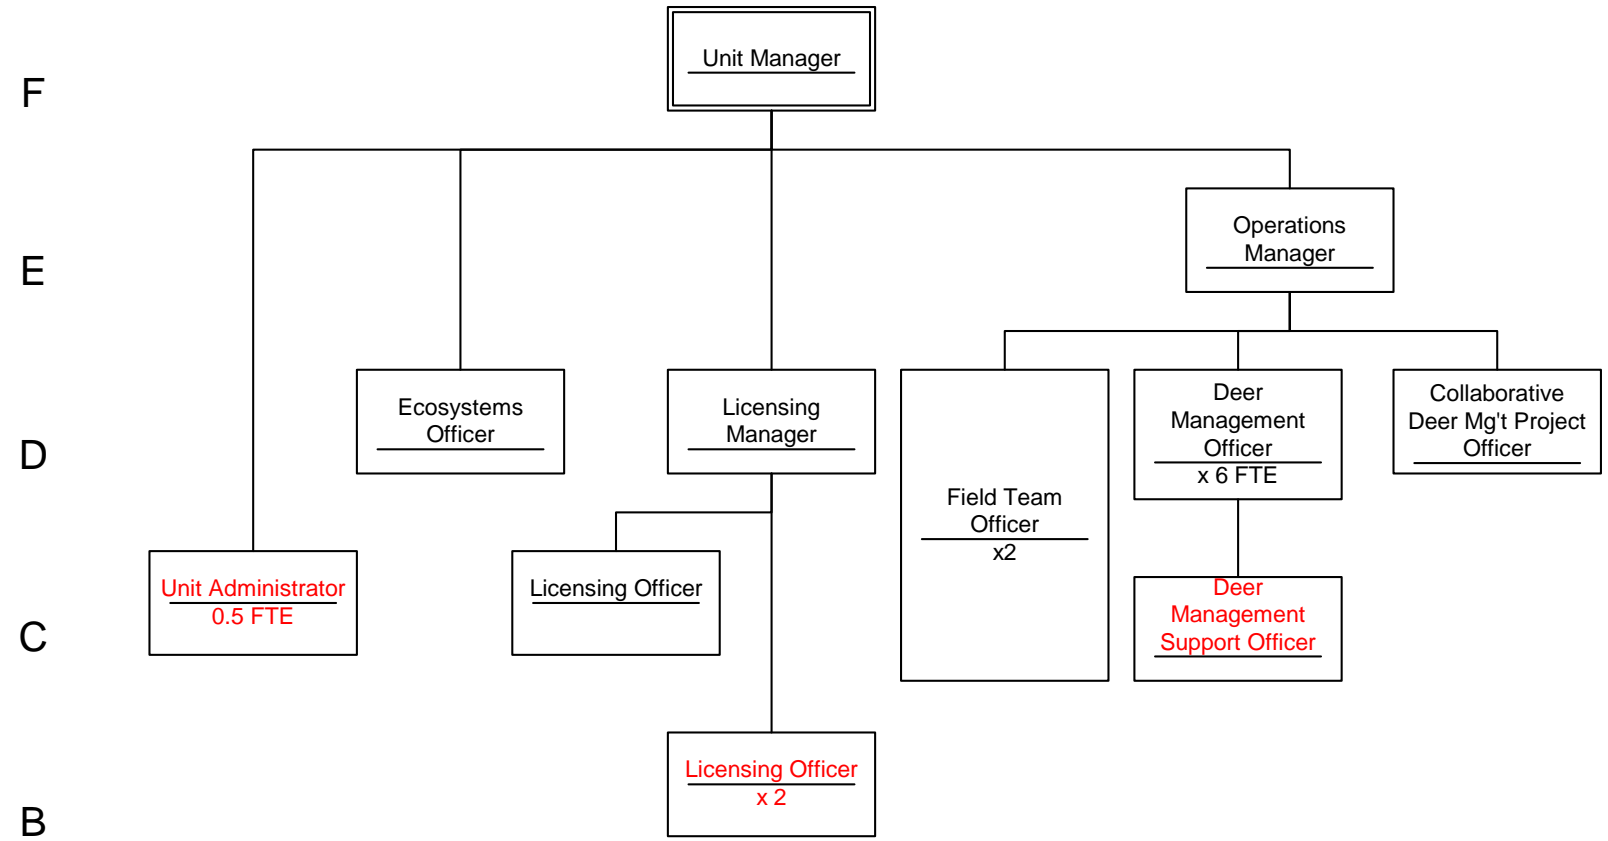 F
Unit Manager
E
Operations
Manager
D
Ecosystems
Officer
Licensing
Manager
Field Team
Officer
x2
Deer
Management
Officer
x 6 FTE
Collaborative
Deer Mg't Project
Officer
C
Unit Administrator
0.5 FTE
Licensing Officer
Deer
Management
Support Officer
B
Licensing Officer
x 2